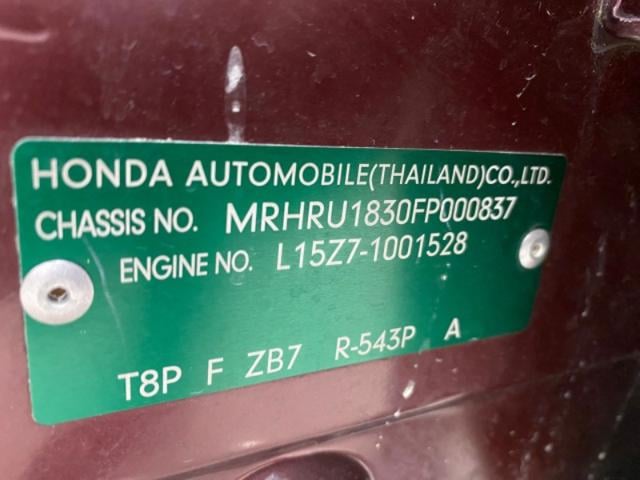 HONDA AUTOMOBILE(THAILAND)CO.,LTD.
CHASSIS NO. MRHRU1830FP000837
ENGINE NO. L15Z7-1001528
T8P F ZB7 R-543P A